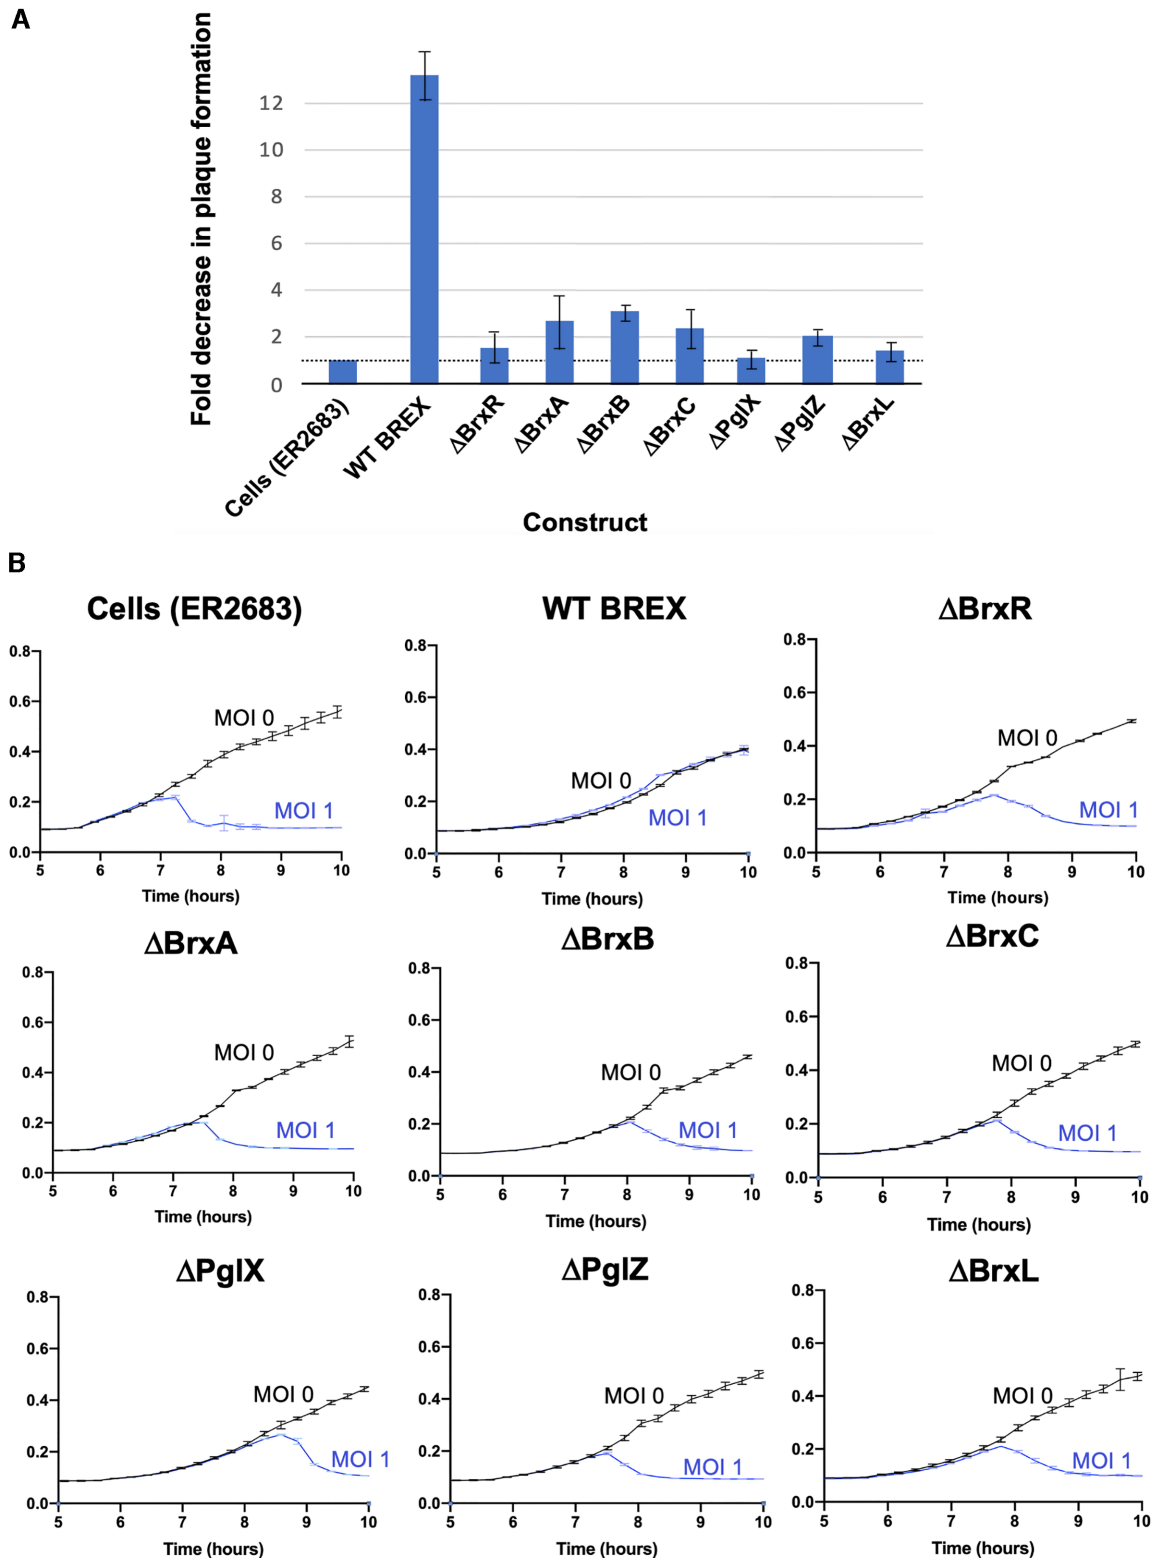 A
Fold decrease in plaque formation
12
10
8
6
4
2
0
Cells (ER2683)
WT BREX
ΔBrxR
ΔBrxA
ΔBrxB
ΔBrxC
ΔPglX
ΔPglZ
ΔBrxL
Construct
B
Cells (ER2683)
0.8
0.6
0.4
0.2
0.0
MOI 0
MOI 1
5 6 7 8 9 10
Time (hours)
WT BREX
0.8
0.6
0.4
0.2
0.0
MOI 0
MOI 1
5 6 7 8 9 10
Time (hours)
ΔBrxR
0.8
0.6
0.4
0.2
0.0
MOI 0
MOI 1
5 6 7 8 9 10
Time (hours)
ΔBrxA
0.8
0.6
0.4
0.2
0.0
MOI 0
MOI 1
5 6 7 8 9 10
Time (hours)
ΔBrxB
0.8
0.6
0.4
0.2
0.0
MOI 0
MOI 1
5 6 7 8 9 10
Time (hours)
ΔBrxC
0.8
0.6
0.4
0.2
0.0
MOI 0
MOI 1
5 6 7 8 9 10
Time (hours)
ΔPglX
0.8
0.6
0.4
0.2
0.0
MOI 0
MOI 1
5 6 7 8 9 10
Time (hours)
ΔPglZ
0.8
0.6
0.4
0.2
0.0
MOI 0
MOI 1
5 6 7 8 9 10
Time (hours)
ΔBrxL
0.8
0.6
0.4
0.2
0.0
MOI 0
MOI 1
5 6 7 8 9 10
Time (hours)